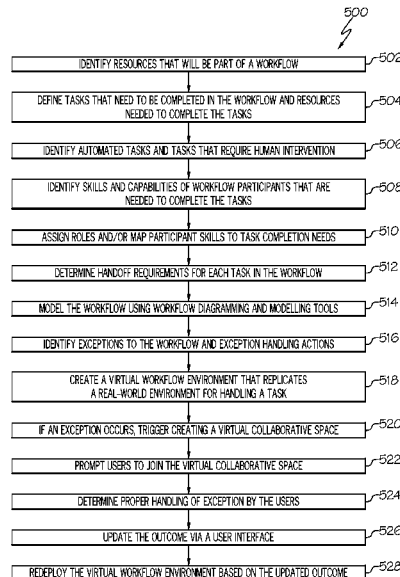 500
IDENTIFY RESOURCES THAT WILL BE PART OF A WORKFLOW
502
DEFINE TASKS THAT NEED TO BE COMPLETED IN THE WORKFLOW AND RESOURCES
NEEDED TO COMPLETE THE TASKS
504
IDENTIFY AUTOMATED TASKS AND TASKS THAT REQUIRE HUMAN INTERVENTION
506
IDENTIFY SKILLS AND CAPABILITIES OF WORKFLOW PARTICIPANTS THAT ARE
NEEDED TO COMPLETE THE TASKS
508
ASSIGN ROLES AND/OR MAP PARTICIPANT SKILLS TO TASK COMPLETION NEEDS
510
DETERMINE HANDOFF REQUIREMENTS FOR EACH TASK IN THE WORKFLOW
512
MODEL THE WORKFLOW USING WORKFLOW DIAGRAMMING AND MODELLING TOOLS
514
IDENTIFY EXCEPTIONS TO THE WORKFLOW AND EXCEPTION HANDLING ACTIONS
516
CREATE A VIRTUAL WORKFLOW ENVIRONMENT THAT REPLICATES
A REAL-WORLD ENVIRONMENT FOR HANDLING A TASK
518
IF AN EXCEPTION OCCURS, TRIGGER CREATING A VIRTUAL COLLABORATIVE SPACE
520
PROMPT USERS TO JOIN THE VIRTUAL COLLABORATIVE SPACE
522
DETERMINE PROPER HANDLING OF EXCEPTION BY THE USERS
524
UPDATE THE OUTCOME VIA A USER INTERFACE
526
REDEPLOY THE VIRTUAL WORKFLOW ENVIRONMENT BASED ON THE UPDATED OUTCOME
528